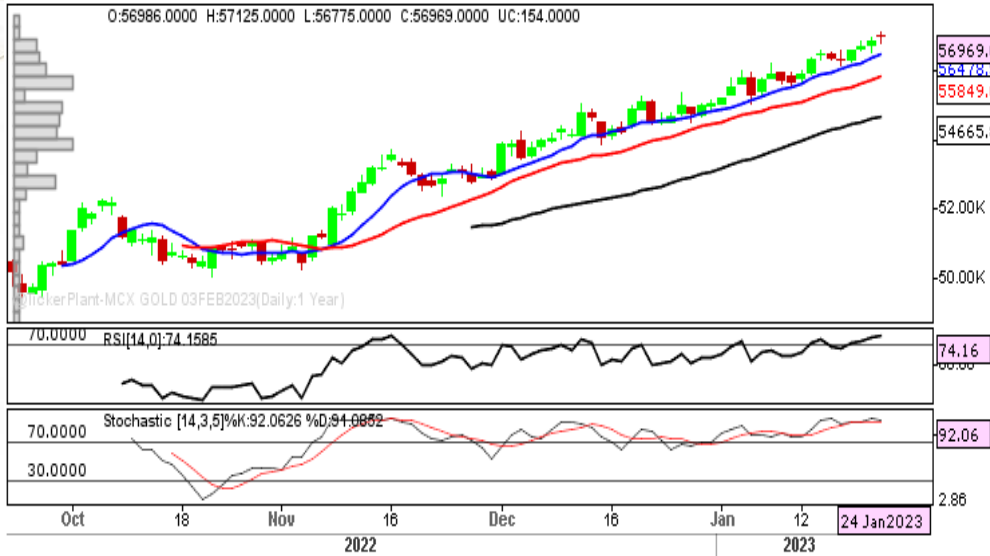 O:56986.0000 H:57125.0000 L:56775.0000 C:56969.0000 UC:154.0000
56969.
56478.
55849.
54665.
52.00K
50.00K
TickerPlant-MCX GOLD 03FEB2023(Daily:1 Year)
70.0000 RSI[14,0]:74.1585
74.16
Stochastic [14,3,5]%K:92.0626 %D:91.0852
70.0000
92.06
30.0000
2.86
Oct 18 Nov 16 Dec 16 Jan 12 24 Jan2023
2022 2023